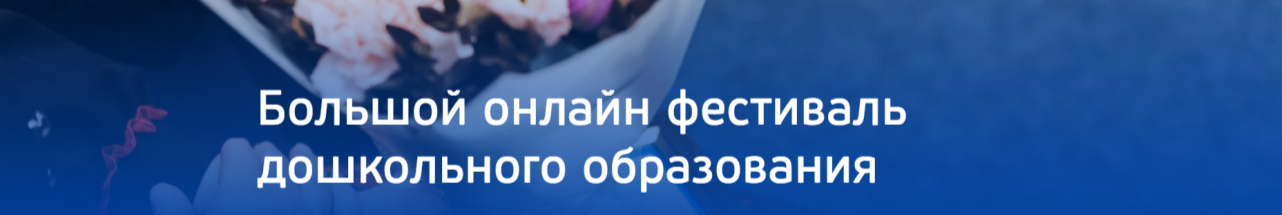 Большой онлайн фестиваль
дошкольного образования